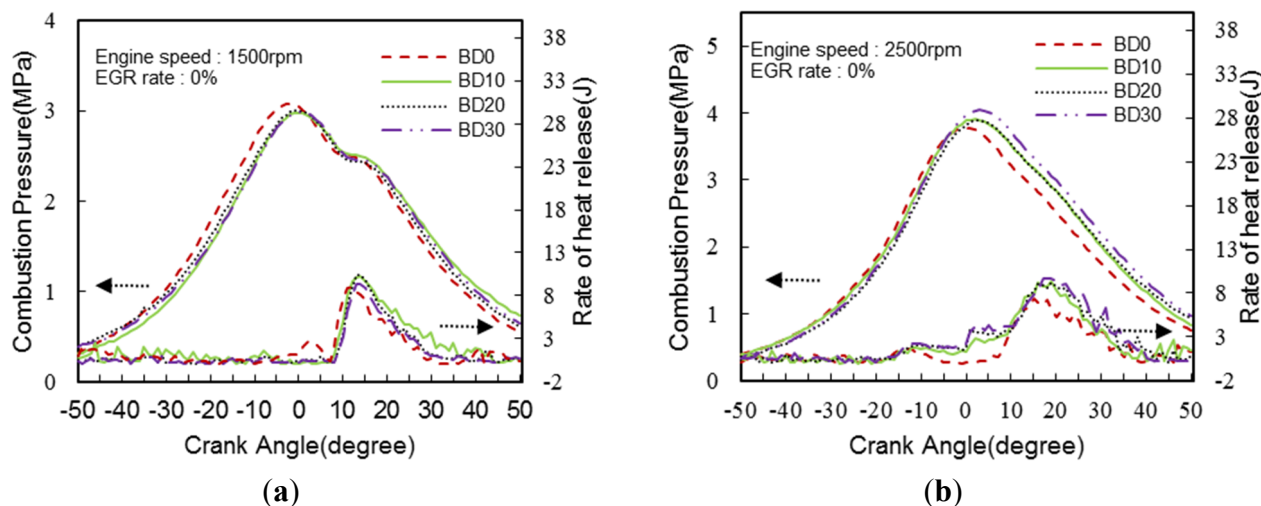 4
3
2
1
0
Combustion Pressure(MPa)
Engine speed : 1500rpm
EGR rate : 0%
BD0
BD10
BD20
BD30
38
33
28
23
18
13
8
3
-2
Rate of heat release(J)
-50 -40 -30 -20 -10 0 10 20 30 40 50
Crank Angle(degree)
(a)
5
4
3
2
1
0
Combustion Pressure(MPa)
Engine speed : 2500rpm
EGR rate : 0%
BD0
BD10
BD20
BD30
38
33
28
23
18
13
8
3
-2
Rate of heat release(J)
-50 -40 -30 -20 -10 0 10 20 30 40 50
Crank Angle(degree)
(b)